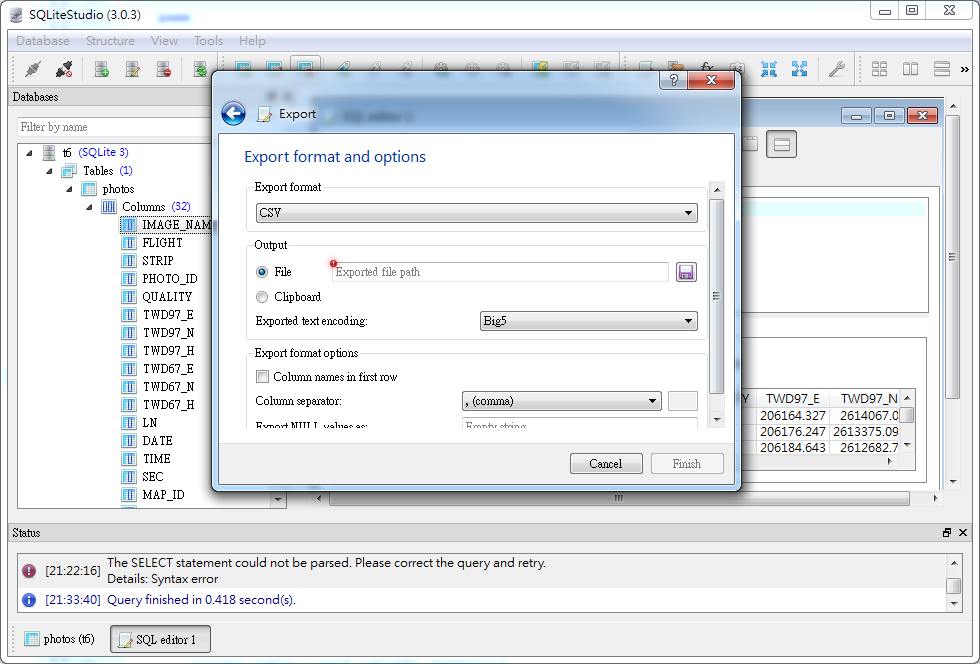 SQLiteStudio (3.0.3)
Database Structure View Tools Help
Databases
Filter by name
t6 (SQLite 3)
Tables (1)
photos
Columns (32)
IMAGE_NAM
FLIGHT
STRIP
PHOTO_ID
QUALITY
TWD97_E
TWD97_N
TWD97_H
TWD67_E
TWD67_N
TWD67_H
LN
DATE
TIME
SEC
MAP_ID
Export
Export format and options
Export format
CSV
Output
File
Exported file path
Clipboard
Exported text encoding:
Big5
Export format options
Column names in first row
Column separator:
, (comma)
Export NULL values as:
Empty string
Cancel
Finish
Y TWD97_E TWD97_N
206164.327 2614067.0
206176.247 2613375.09
206184.643 2612682.7
Status
[21:22:16] The SELECT statement could not be parsed. Please correct the query and retry.
Details: Syntax error
[21:33:40] Query finished in 0.418 second(s).
photos (t6)
SQL editor 1